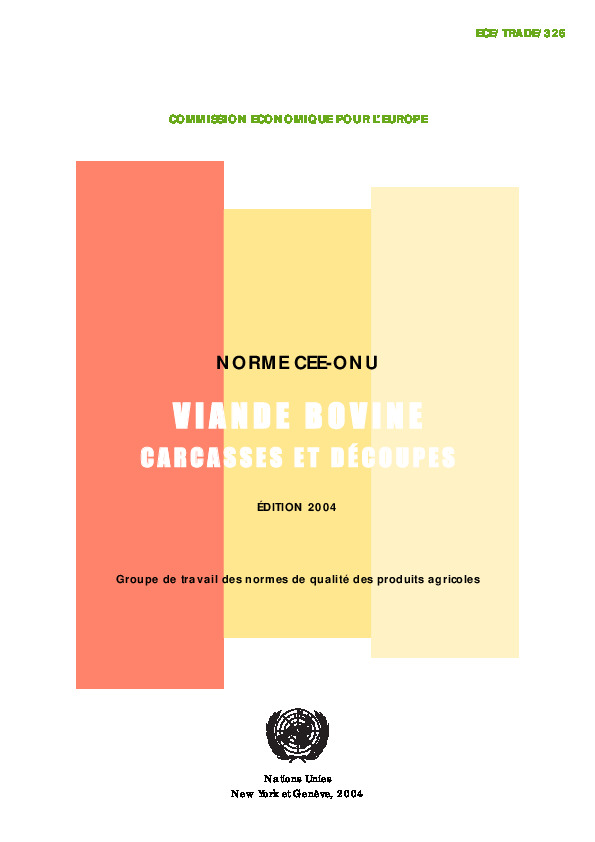 ECE/TRADE/326
COMMISSION ECONOMIQUE POUR L'EUROPE
NORME CEE-ONU
VIANDE BOVINE
CARCASSES ET DÉCOUPES
ÉDITION 2004
Groupe de travail des normes de qualité des produits agricoles
Nations Unies
New York et Genève, 2004